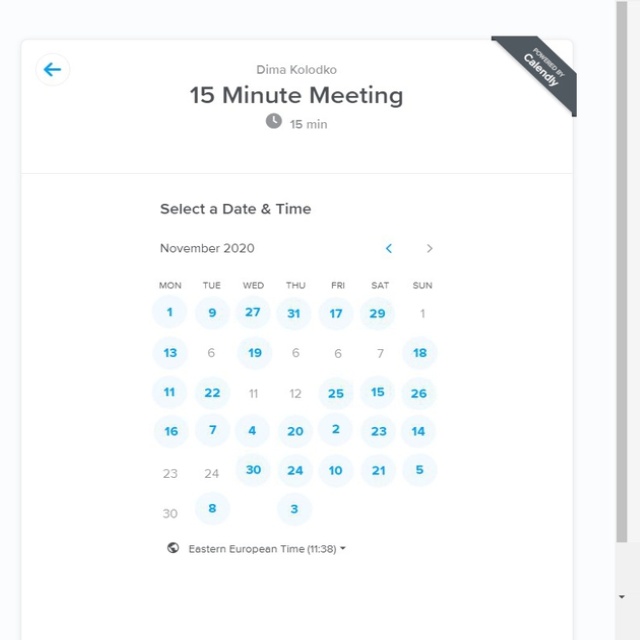 POWERED BY
Calendly
Dima Kolodko
15 Minute Meeting
15 min
Select a Date & Time
November 2020
MON TUE WED THU FRI SAT SUN
1 9 27 31 17 29 1
13 6 19 6 6 7 18
11 22 11 12 25 15 26
16 7 4 20 2 23 14
23 24 30 24 10 21 5
30 8 3
Eastern European Time (11:38)